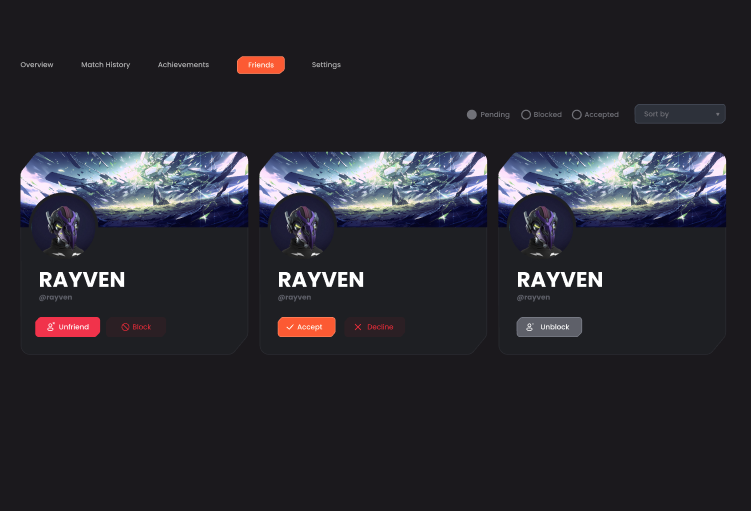 Overview Match History Achievements Friends Settings
Pending Blocked Accepted Sort by
RAYVEN
@rayven
Unfriend Block
RAYVEN
@rayven
Accept Decline
RAYVEN
@rayven
Unblock